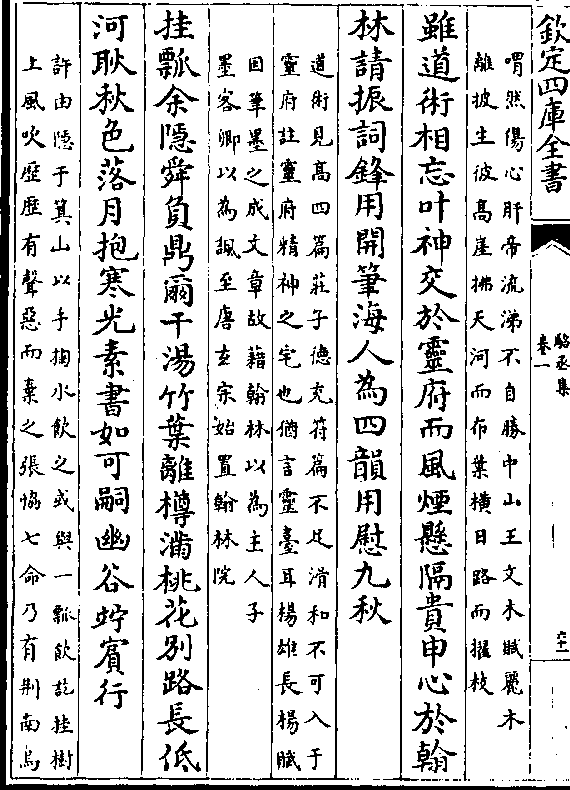 欽定四庫全書
駱丞集
卷一
六十一
喟然傷心肝帝流涕不自勝中山王文木賦麗木
離披生彼高崖拂天河而布葉橫日路而擢枝
雖道術相忘叶神交於靈府而風煙懸隔貴申心於翰
林請振詞鋒用開筆海人為四韻用慰九秋
道術見髙四篇莊子德充符篇不足滑和不可入于
靈府註靈府精神之宅也猶言靈臺耳楊雄長楊賦
因筆墨之成文章故藉翰林以為主人子
墨客卿以為諷至唐玄宗始置翰林院
挂瓢余隠舜負鼎爾干湯竹葉離樽滿桃花別路長低
河耿秋色落月抱寒光素書如可嗣幽谷竚賓行
許由隠于箕山以手掬水飲之或與一瓢飲訖挂樹
上風吹歴歴有聲惡而棄之張恊七命乃有荆南烏